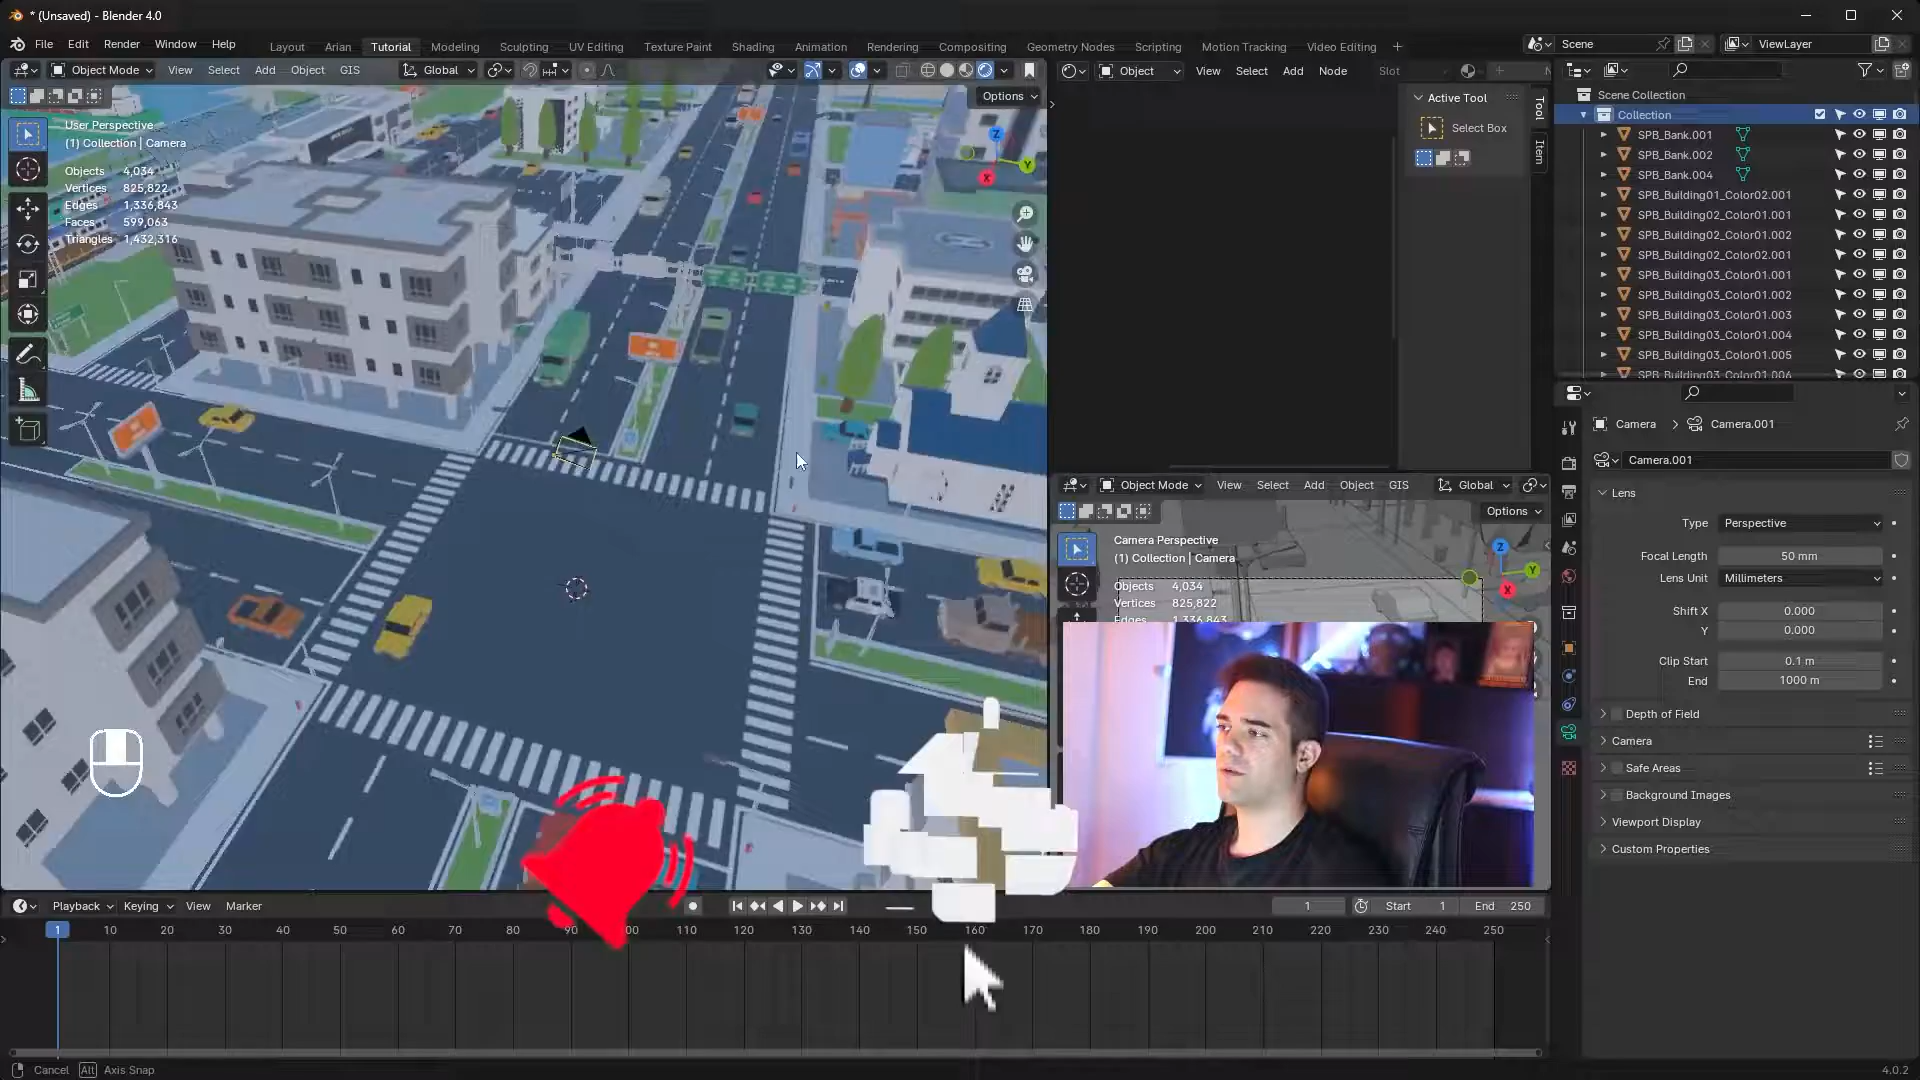 * (Unsaved) - Blender 4.0
File Edit Render Window Help
Layout Arian Tutorial Modeling Sculpting UV Editing Texture Paint Shading Animation Rendering Compositing Geometry Nodes Scripting Motion Tracking Video Editing +
Scene ViewLayer
Object Mode View Select Add Object GIS Global
Object View Select Add Node Slot
Options
Active Tool
Select Box
Tool
Item
User Perspective
(1) Collection | Camera
Objects 4,034
Vertices 825,822
Edges 1,336,843
Faces 599,063
Triangles 1,432,316
Z
Y
X
Scene Collection
Collection
SPB_Bank.001
SPB_Bank.002
SPB_Bank.004
SPB_Building01_Color02.001
SPB_Building02_Color01.001
SPB_Building02_Color01.002
SPB_Building02_Color02.001
SPB_Building03_Color01.001
SPB_Building03_Color01.002
SPB_Building03_Color01.003
SPB_Building03_Color01.004
SPB_Building03_Color01.005
SPB_Building03_Color01.006
Object Mode View Select Add Object GIS Global
Options
Camera Perspective
(1) Collection | Camera
Objects 4,034
Vertices 825,822
Edges 1,336,843
Z
Y
X
Camera > Camera.001
Camera.001
Lens
Type Perspective
Focal Length 50 mm
Lens Unit Millimeters
Shift X 0.000
Y 0.000
Clip Start 0.1 m
End 1000 m
Depth of Field
Camera
Safe Areas
Background Images
Viewport Display
Custom Properties
Playback Keying View Marker
1 Start 1 End 250
1 10 20 30 40 50 60 70 80 90 100 110 120 130 140 150 160 170 180 190 200 210 220 230 240 250
Cancel Alt Axis Snap
4.0.2